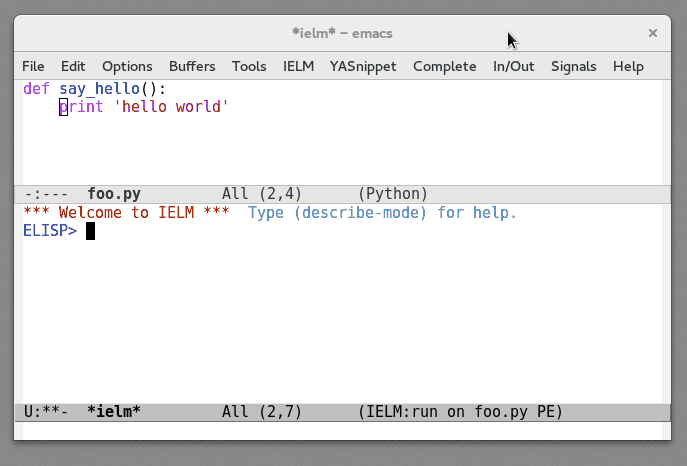 *ielm* – emacs
File Edit Options Buffers Tools IELM YASnippet Complete In/Out Signals Help
def say_hello():
    print 'hello world'
-:---  foo.py         All (2,4)      (Python)
*** Welcome to IELM ***  Type (describe-mode) for help.
ELISP>
U:**-  *ielm*         All (2,7)      (IELM:run on foo.py PE)